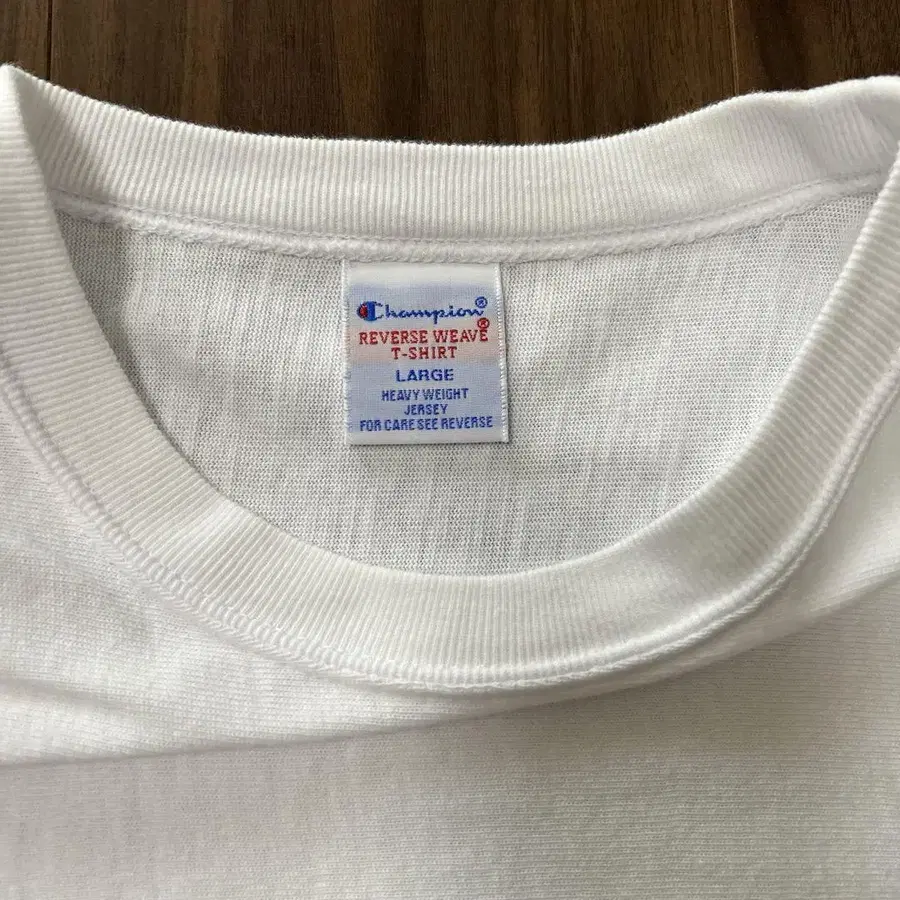 Champion®
REVERSE WEAVE®
T-SHIRT
LARGE
HEAVY WEIGHT
JERSEY
FOR CARE SEE REVERSE